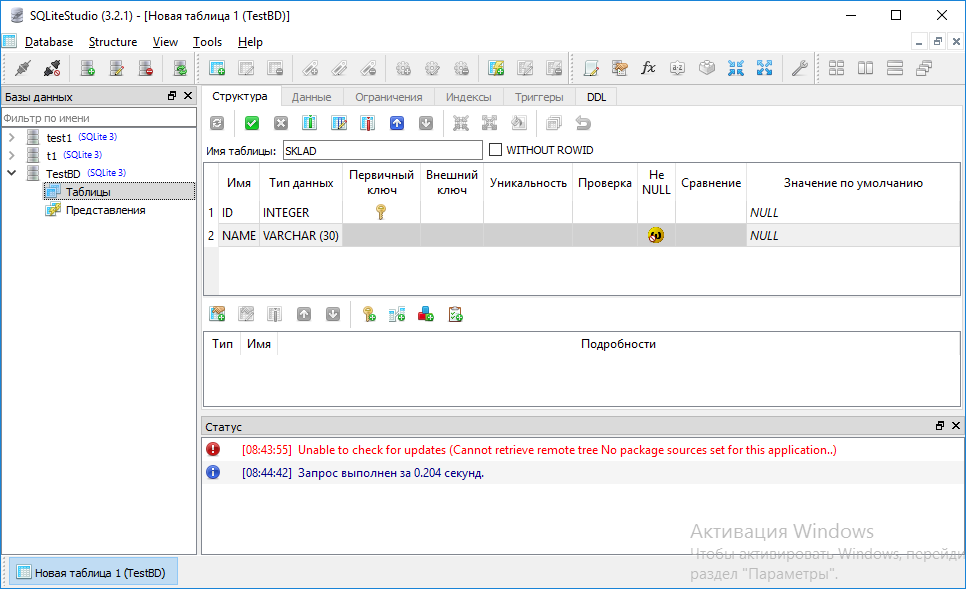 SQLiteStudio (3.2.1) - [Новая таблица 1 (TestBD)]
Database Structure View Tools Help
Базы данных
Фильтр по имени
test1 (SQLite 3)
t1 (SQLite 3)
TestBD (SQLite 3)
Таблицы
Представления
Структура Данные Ограничения Индексы Триггеры DDL
Имя таблицы: SKLAD WITHOUT ROWID
Имя Тип данных Первичный ключ Внешний ключ Уникальность Проверка Не NULL Сравнение Значение по умолчанию
1 ID INTEGER NULL
2 NAME VARCHAR (30) NULL
Тип Имя Подробности
Статус
[08:43:55] Unable to check for updates (Cannot retrieve remote tree No package sources set for this application..)
[08:44:42] Запрос выполнен за 0.204 секунд.
Активация Windows
Чтобы активировать Windows, перейди
раздел "Параметры".
Новая таблица 1 (TestBD)